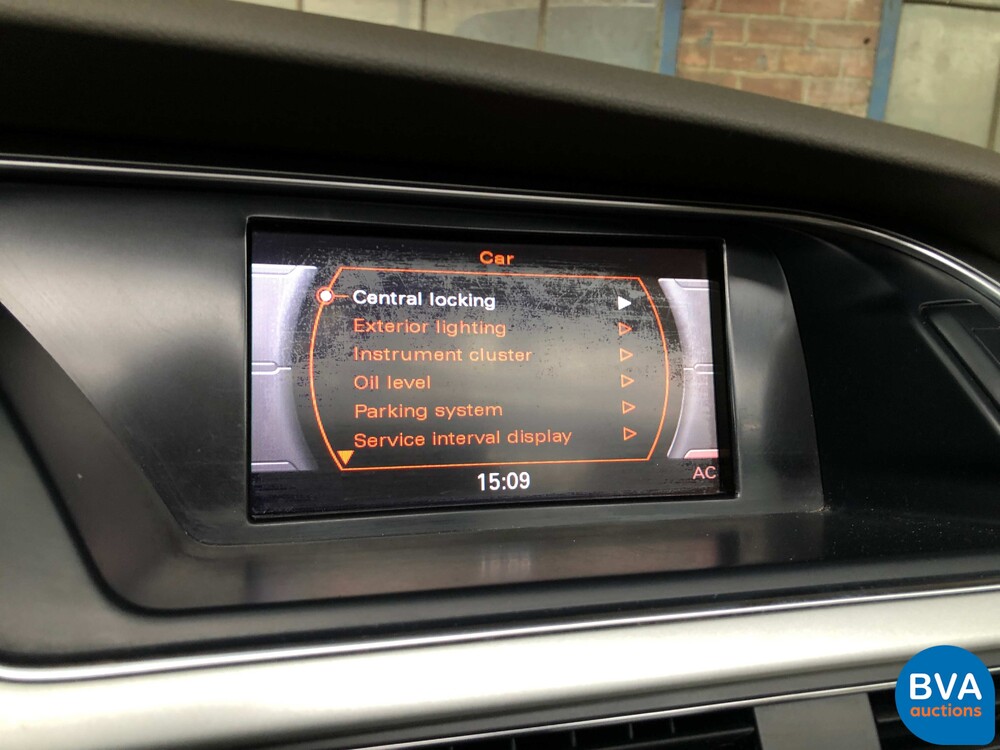 Car
Central locking
Exterior lighting
Instrument cluster
Oil level
Parking system
Service interval display
15:09
AC
BVA
auctions